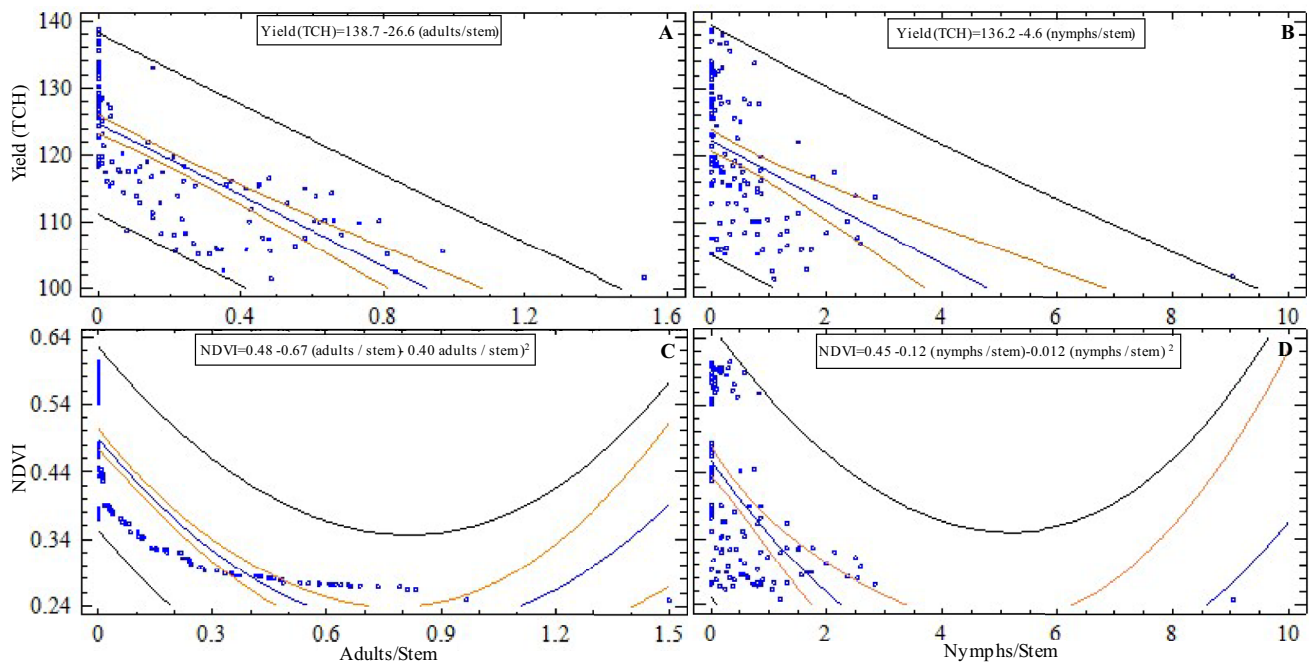 Yield (TCH)=138.7 -26.6 (adults/stem)
A
Yield (TCH)=136.2 -4.6 (nymphs/stem)
B
140
130
120
110
100
Yield (TCH)
0
0.4
0.8
1.2
1.6
0
2
4
6
8
10
NDVI=0.48 -0.67 (adults / stem)- 0.40 adults / stem)²
C
NDVI=0.45 -0.12 (nymphs /stem)-0.012 (nymphs /stem) ²
D
0.64
0.54
0.44
0.34
0.24
NDVI
0
0.3
0.6
0.9
1.2
1.5
Adults/Stem
0
2
4
6
8
10
Nymphs/Stem